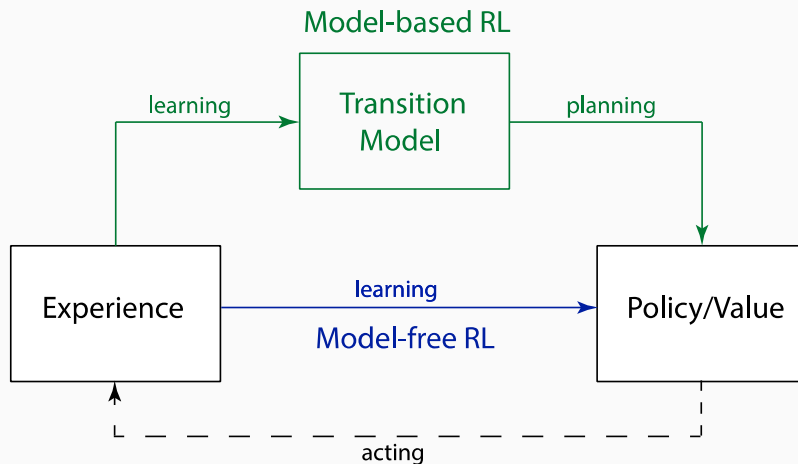 Model-based RL
learning
Transition
Model
planning
Experience
learning
Model-free RL
Policy/Value
acting